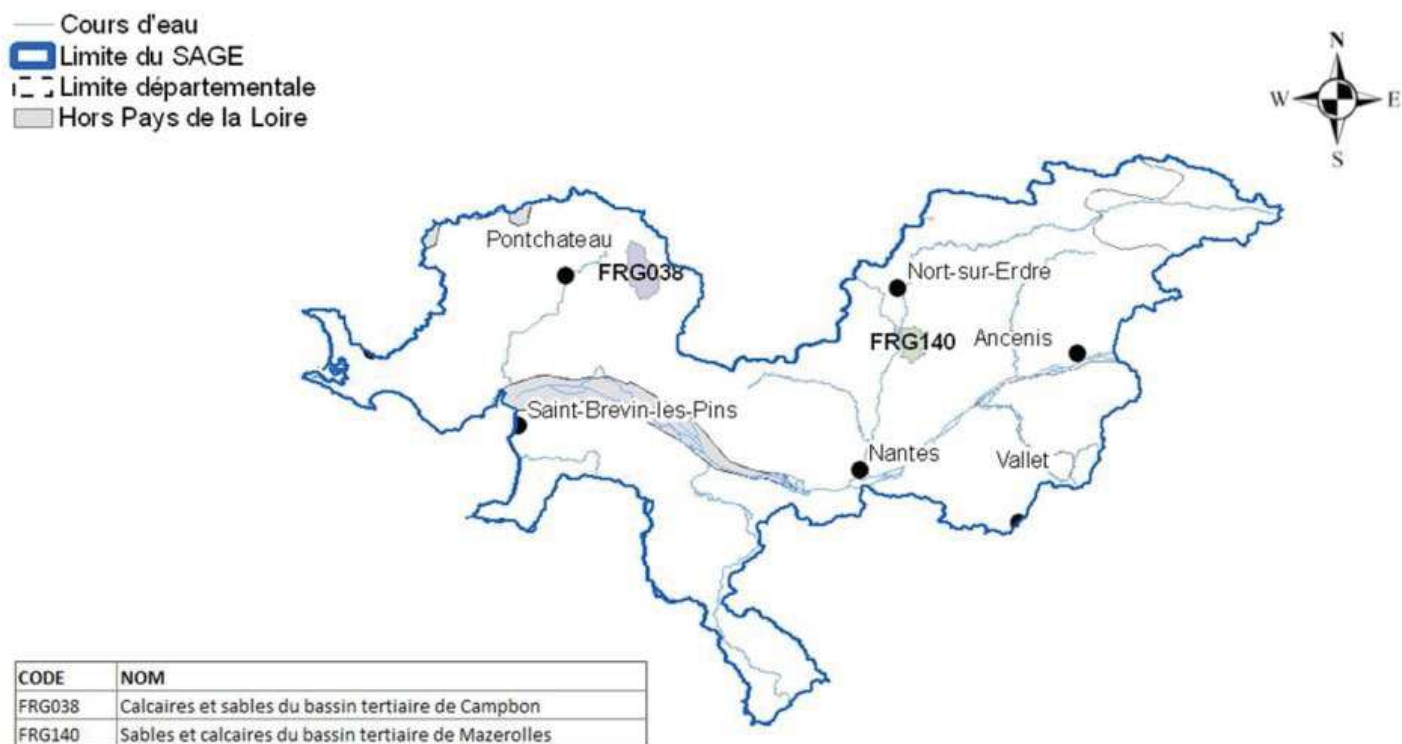 Cours d'eau
Limite du SAGE
Limite départementale
Hors Pays de la Loire
N
W E
S
Pontchateau
FRG038
Nort-sur-Erdre
FRG140
Ancenis
Saint-Brevin-les-Pins
Nantes
Vallet
CODE NOM
FRG038 Calcaires et sables du bassin tertiaire de Campbon
FRG140 Sables et calcaires du bassin tertiaire de Mazerolles